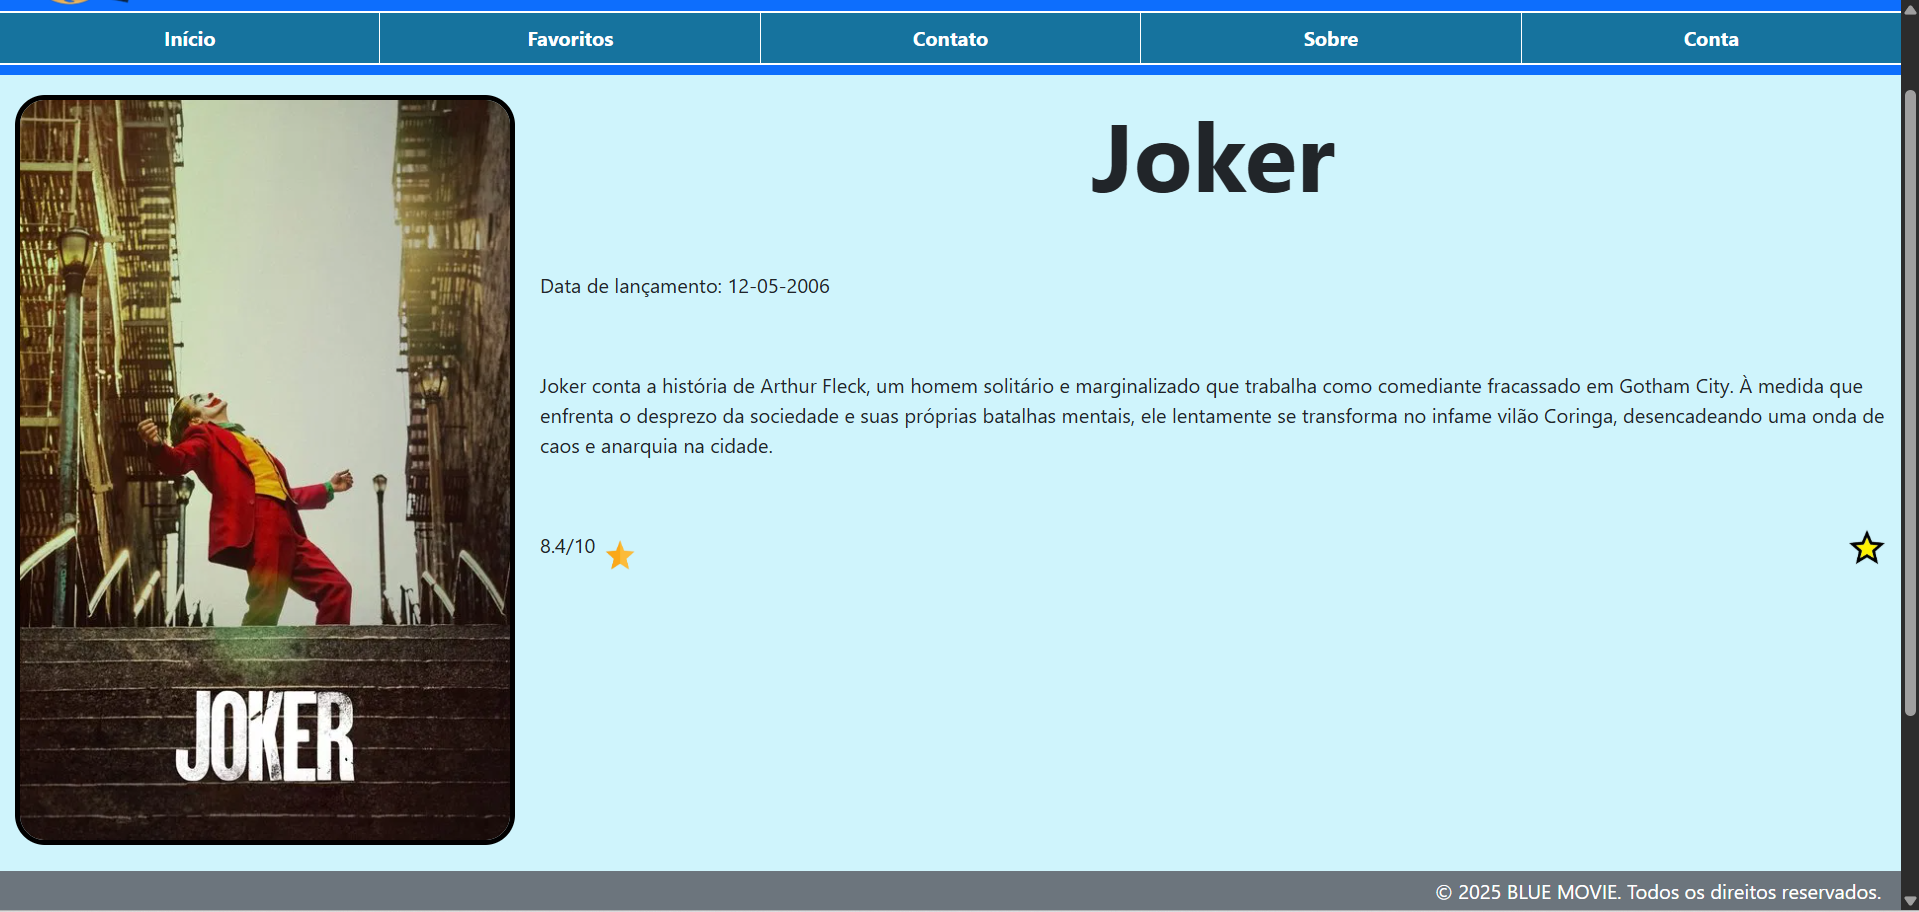 Início
Favoritos
Contato
Sobre
Conta
Joker
Data de lançamento: 12-05-2006
Joker conta a história de Arthur Fleck, um homem solitário e marginalizado que trabalha como comediante fracassado em Gotham City. À medida que
enfrenta o desprezo da sociedade e suas próprias batalhas mentais, ele lentamente se transforma no infame vilão Coringa, desencadeando uma onda de
caos e anarquia na cidade.
8.4/10
JOKER
© 2025 BLUE MOVIE. Todos os direitos reservados.